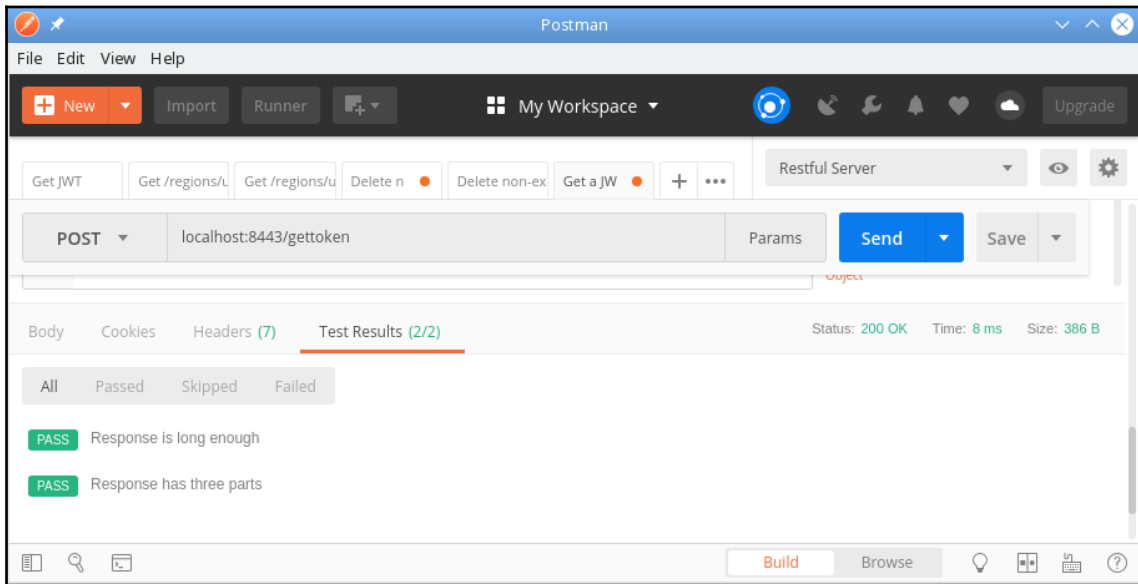 Postman
File Edit View Help
New Import Runner My Workspace Upgrade
Get JWT Get /regions/u Get /regions/u Delete n Delete non-ex Get a JW Restful Server
POST localhost:8443/gettoken Params Send Save
Object
Body Cookies Headers (7) Test Results (2/2) Status: 200 OK Time: 8 ms Size: 386 B
All Passed Skipped Failed
PASS Response is long enough
PASS Response has three parts
Build Browse